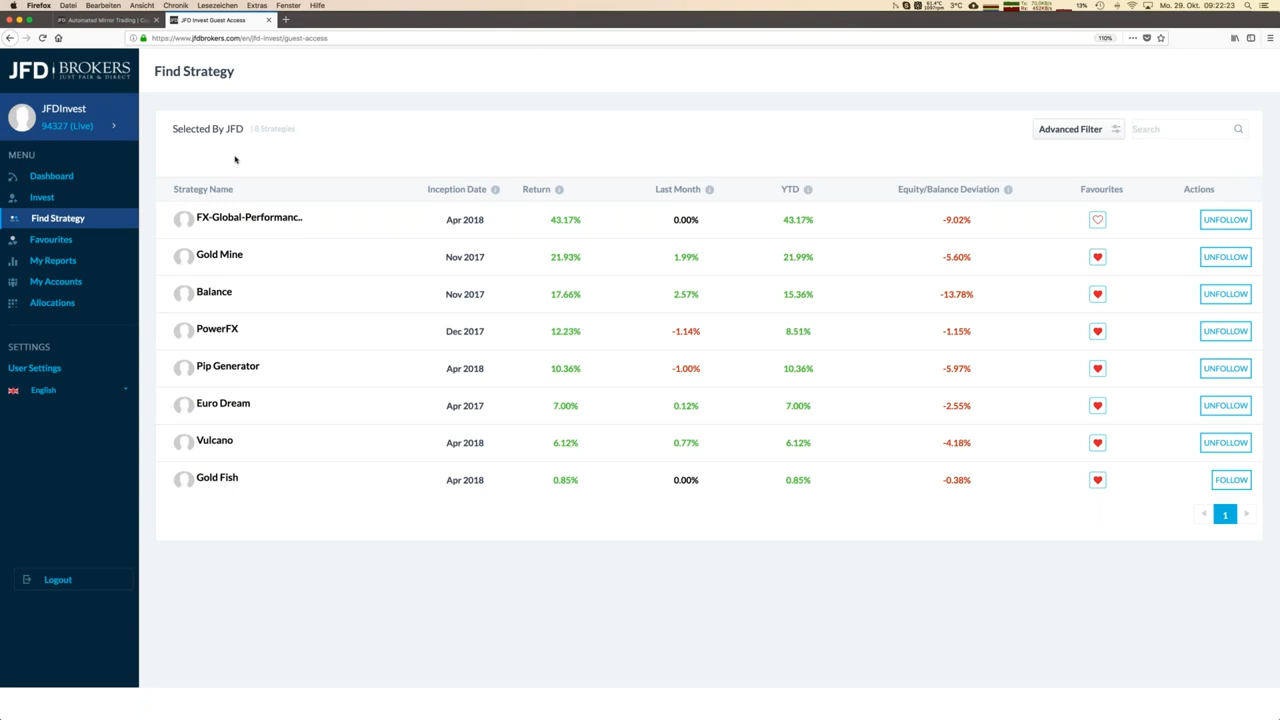 Firefox Datei Bearbeiten Ansicht Chronik Lesezeichen Extras Fenster Hilfe 3°C 13% Mo. 29. Okt. 09:22:23
Automated Mirror Trading | Co JFD Invest Guest Access
https://www.jfdbrokers.com/en/jfd-invest/guest-access 110%
JFD BROKERS
JUST FAIR & DIRECT
Find Strategy
JFDInvest
94327 (Live)
MENU
Dashboard
Invest
Find Strategy
Favourites
My Reports
My Accounts
Allocations
SETTINGS
User Settings
English
Logout
Selected By JFD | 8 Strategies Advanced Filter Search
Strategy Name Inception Date Return Last Month YTD Equity/Balance Deviation Favourites Actions
FX-Global-Performanc.. Apr 2018 43.17% 0.00% 43.17% -9.02% UNFOLLOW
Gold Mine Nov 2017 21.93% 1.99% 21.99% -5.60% UNFOLLOW
Balance Nov 2017 17.66% 2.57% 15.36% -13.78% UNFOLLOW
PowerFX Dec 2017 12.23% -1.14% 8.51% -1.15% UNFOLLOW
Pip Generator Apr 2018 10.36% -1.00% 10.36% -5.97% UNFOLLOW
Euro Dream Apr 2017 7.00% 0.12% 7.00% -2.55% UNFOLLOW
Vulcano Apr 2018 6.12% 0.77% 6.12% -4.18% UNFOLLOW
Gold Fish Apr 2018 0.85% 0.00% 0.85% -0.38% FOLLOW
1